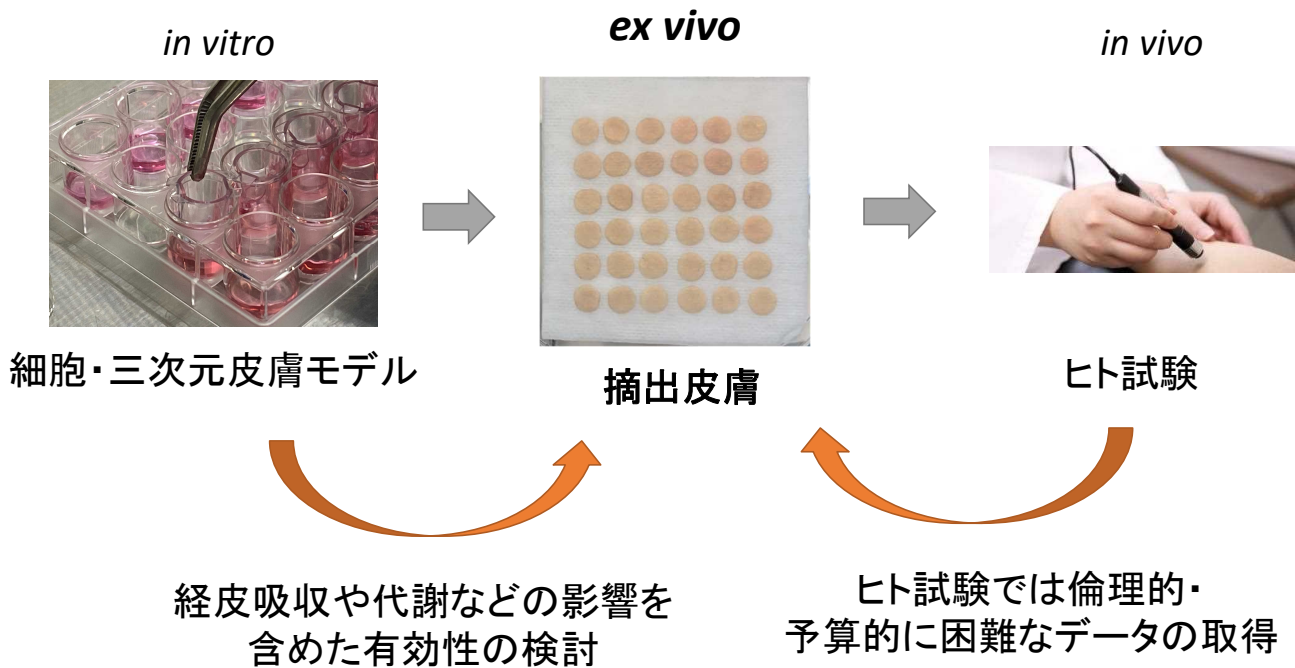 in vitro
ex vivo
in vivo
細胞・三次元皮膚モデル
摘出皮膚
ヒト試験
経皮吸収や代謝などの影響を
含めた有効性の検討
ヒト試験では倫理的・
予算的に困難なデータの取得